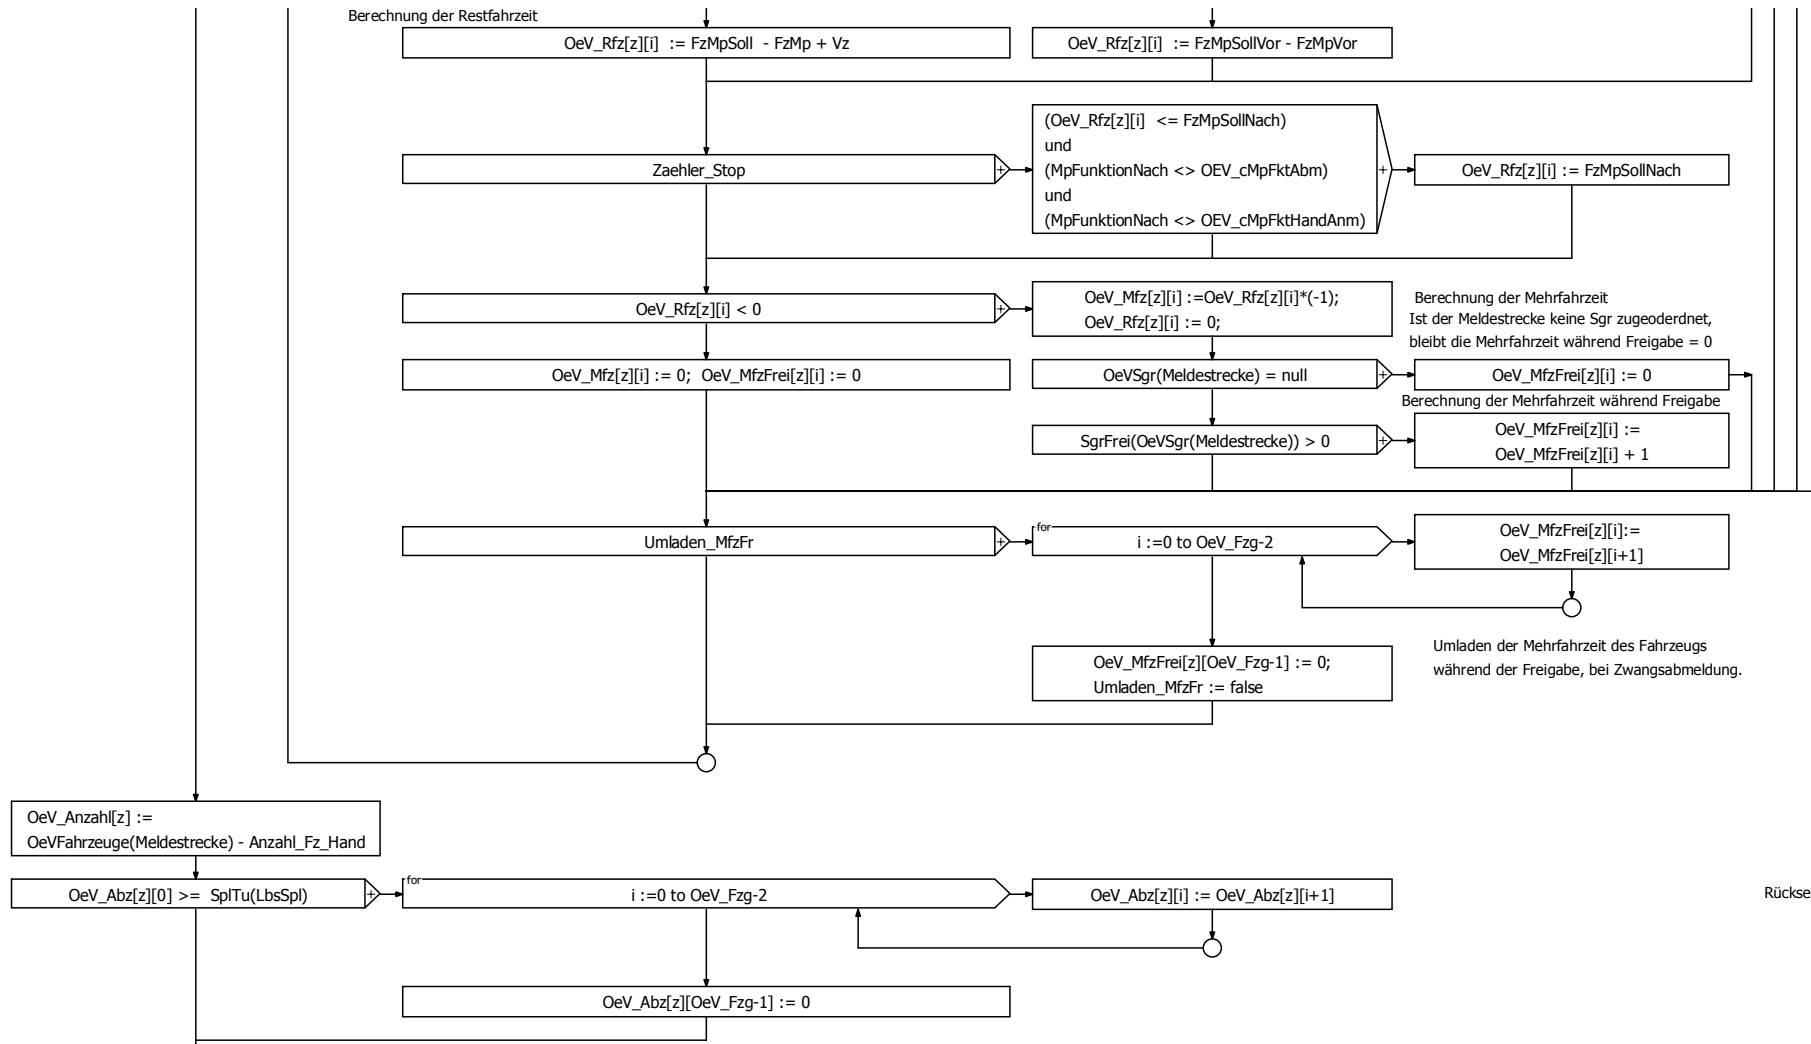 Berechnung der Restfahrzeit
OeV_Rfz[z][i] := FzMpSoll - FzMp + Vz
OeV_Rfz[z][i] := FzMpSollVor - FzMpVor
(OeV_Rfz[z][i] <= FzMpSollNach)
und
(MpFunktionNach <> OEV_cMpFktAbm)
und
(MpFunktionNach <> OEV_cMpFktHandAnm)
Zaehler_Stop
+
+
OeV_Rfz[z][i] := FzMpSollNach
OeV_Rfz[z][i] < 0
+
OeV_Mfz[z][i] :=OeV_Rfz[z][i]*(-1);
OeV_Rfz[z][i] := 0;
Berechnung der Mehrfahrzeit
Ist der Meldestrecke keine Sgr zugeoderdnet,
bleibt die Mehrfahrzeit während Freigabe = 0
OeV_Mfz[z][i] := 0; OeV_MfzFrei[z][i] := 0
OeVSgr(Meldestrecke) = null
+
OeV_MfzFrei[z][i] := 0
Berechnung der Mehrfahrzeit während Freigabe
SgrFrei(OeVSgr(Meldestrecke)) > 0
+
OeV_MfzFrei[z][i] :=
OeV_MfzFrei[z][i] + 1
Umladen_MfzFr
+
for
i :=0 to OeV_Fzg-2
OeV_MfzFrei[z][i]:=
OeV_MfzFrei[z][i+1]
Umladen der Mehrfahrzeit des Fahrzeugs
während der Freigabe, bei Zwangsabmeldung.
OeV_MfzFrei[z][OeV_Fzg-1] := 0;
Umladen_MfzFr := false
OeV_Anzahl[z] :=
OeVFahrzeuge(Meldestrecke) - Anzahl_Fz_Hand
OeV_Abz[z][0] >= SplTu(LbsSpl)
+
for
i :=0 to OeV_Fzg-2
OeV_Abz[z][i] := OeV_Abz[z][i+1]
Rückse
OeV_Abz[z][OeV_Fzg-1] := 0